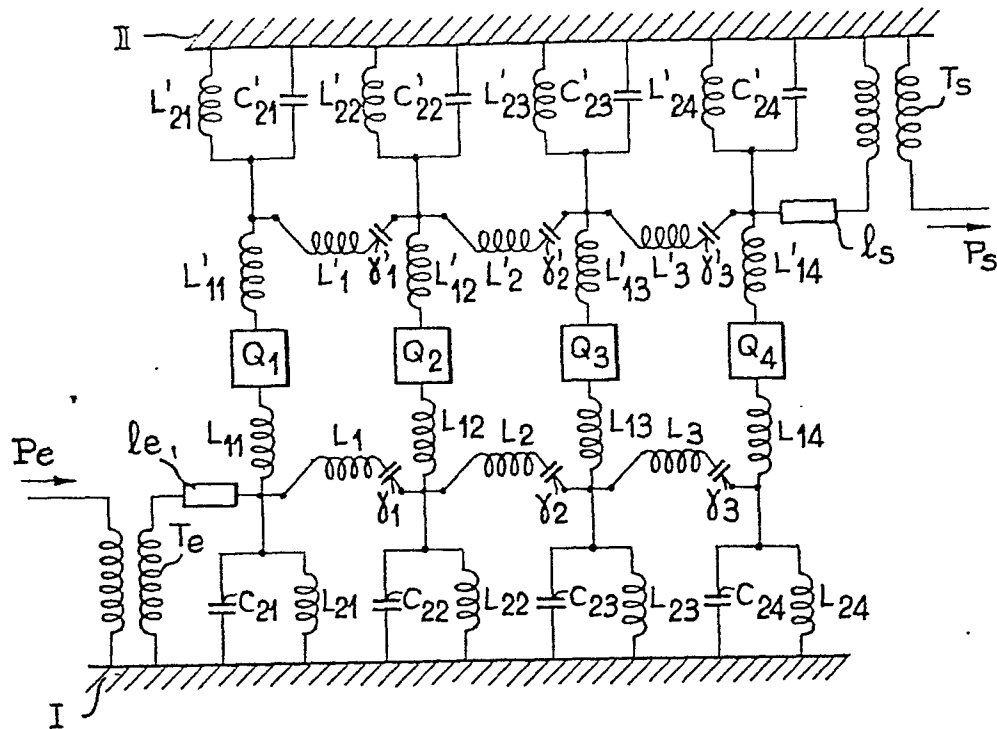 II
L'21 C'21 L'22 C'22 L'23 C'23 L'24 C'24 Ts
L'1 γ'1 L'2 γ'2 L'3 γ'3 ls
Ps
L'11 L'12 L'13 L'14
Q1 Q2 Q3 Q4
L11 L1 L12 L2 L13 L3 L14
Pe le
γ1 γ2 γ3
Te
C21 L21 C22 L22 C23 L23 C24 L24
I